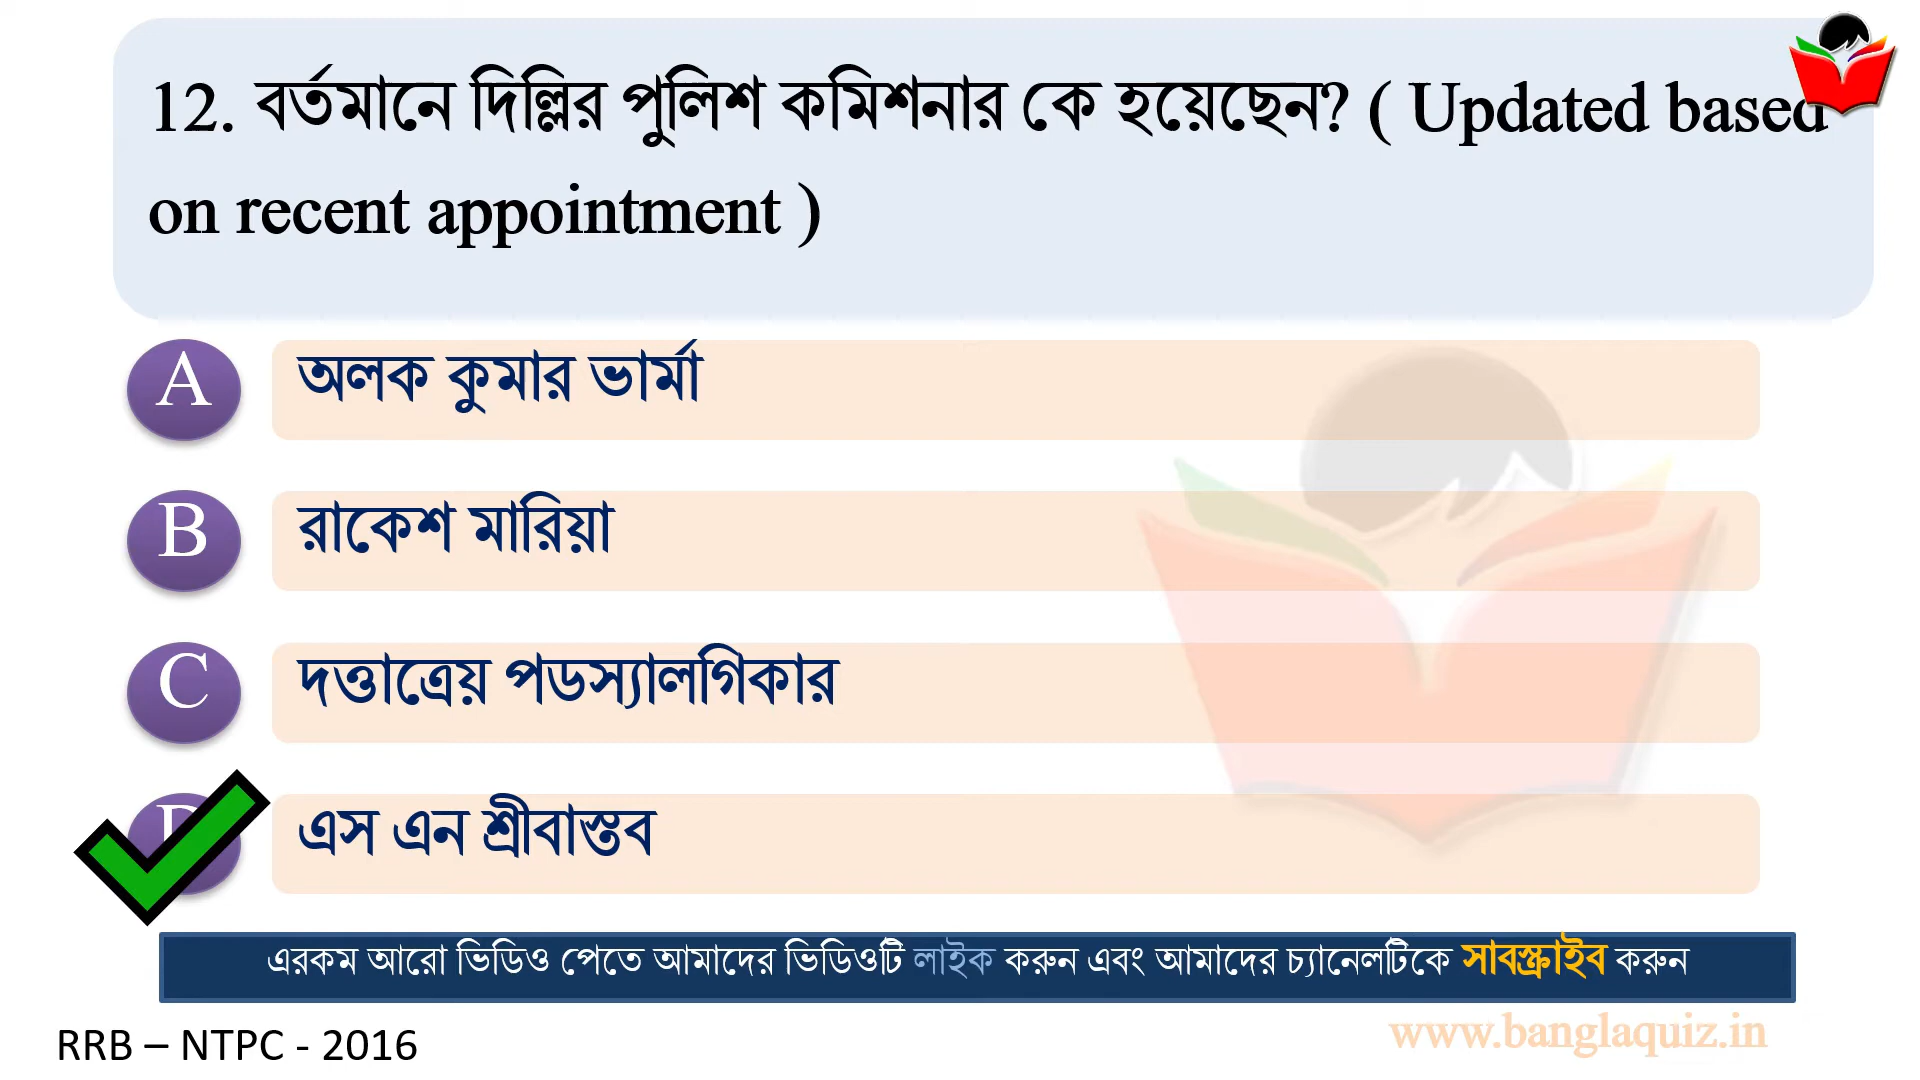 12. বর্তমানে দিল্লির পুলিশ কমিশনার কে হয়েছেন? ( Updated based
on recent appointment )
A অলক কুমার ভার্মা
B রাকেশ মারিয়া
C দত্তাত্রেয় পডস্যালগিকার
D এস এন শ্রীবাস্তব
এরকম আরো ভিডিও পেতে আমাদের ভিডিওটি লাইক করুন এবং আমাদের চ্যানেলটিকে সাবস্ক্রাইব করুন
RRB – NTPC - 2016
www.banglaquiz.in